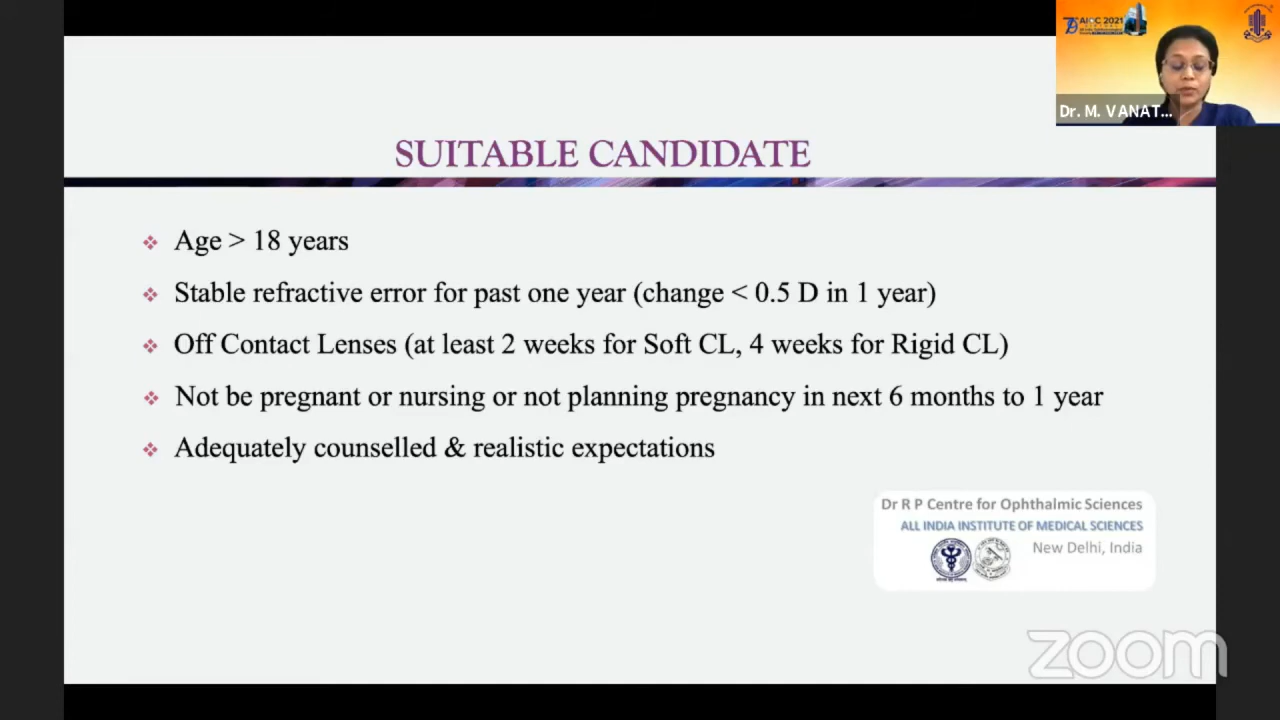 AIOC 2021
Dr. M. VANAT...
SUITABLE CANDIDATE
Age > 18 years
Stable refractive error for past one year (change < 0.5 D in 1 year)
Off Contact Lenses (at least 2 weeks for Soft CL, 4 weeks for Rigid CL)
Not be pregnant or nursing or not planning pregnancy in next 6 months to 1 year
Adequately counselled & realistic expectations
Dr R P Centre for Ophthalmic Sciences
ALL INDIA INSTITUTE OF MEDICAL SCIENCES
New Delhi, India
zoom